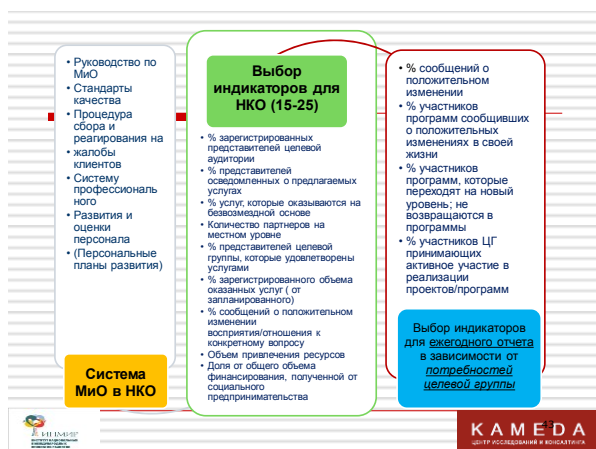 • Руководство по
МиО
• Стандарты
качества
• Процедура
сбора и
реагирования на
• жалобы
клиентов
• Систему
профессиональ
ного
• Развития и
оценки
персонала
• (Персональные
планы развития)
Система
МиО в НКО
Выбор
индикаторов для
НКО (15-25)
• % зарегистрированных
представителей целевой
аудитории
• % представителей
осведомленных о предлагаемых
услугах
• % услуг, которые оказываются на
безвозмездной основе
• Количество партнеров на
местном уровне
• % представителей целевой
группы, которые удовлетворены
услугами
• % зарегистрированного объема
оказанных услуг ( от
запланированного)
• % сообщений о положительном
изменении
восприятия/отношения к
конкретному вопросу
• Объем привлечения ресурсов
• Доля от общего объема
финансирования, полученной от
социального
предпринимательства
• % сообщений о
положительном
изменении
• % участников
программ сообщивших
о положительных
изменениях в своей
жизни
• % участников
программ, которые
переходят на новый
уровень; не
возвращаются в
программы
• % участников ЦГ
принимающих
активное участие в
реализации
проектов/программ
Выбор индикаторов
для ежегодного отчета
в зависимости от
потребностей
целевой группы
43
KAMEDA
ЦЕНТР ИССЛЕДОВАНИЙ И КОНСАЛТИНГА